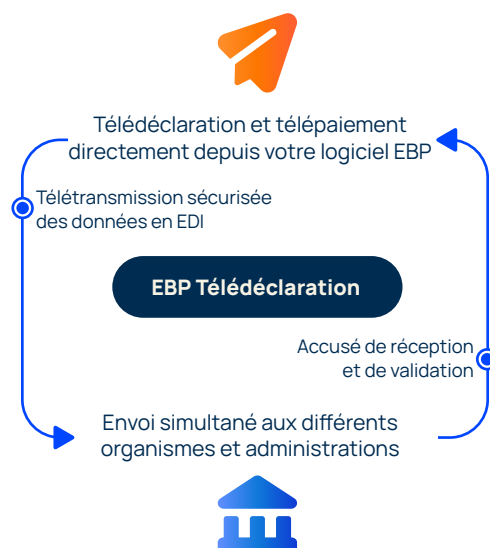 Télédéclaration et télépaiement
directement depuis votre logiciel EBP
Télétransmission sécurisée
des données en EDI
EBP Télédéclaration
Accusé de réception
et de validation
Envoi simultané aux différents
organismes et administrations